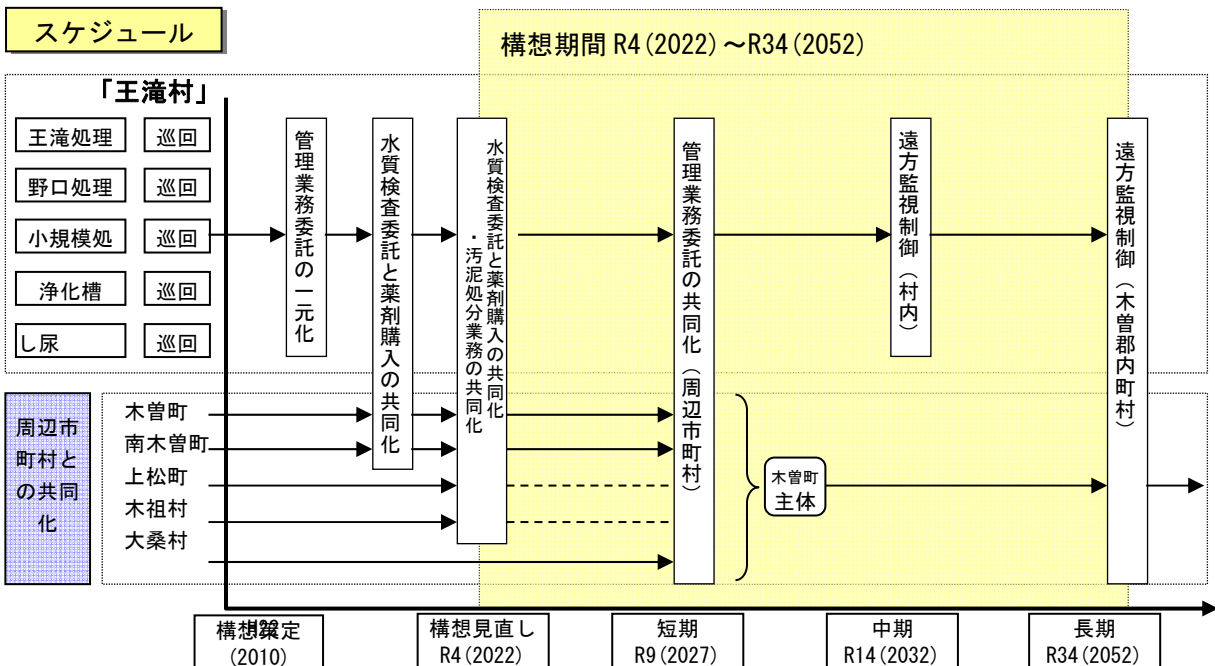 スケジュール
構想期間 R4(2022)～R34(2052)
「王滝村」
王滝処理
巡回
野口処理
巡回
小規模処
巡回
浄化槽
巡回
し尿
巡回
管理業務委託の一元化
水質検査委託と薬剤購入の共同化
水質検査委託と薬剤購入の共同化
・汚泥処分業務の共同化
管理業務委託の共同化（周辺市町村）
遠方監視制御（村内）
遠方監視制御（木曽郡内町村）
周辺市
町村と
の共同
化
木曽町
南木曽町
上松町
木祖村
大桑村
木曽町
主体
構想策定
(2010)
構想見直し
R4(2022)
短期
R9(2027)
中期
R14(2032)
長期
R34(2052)